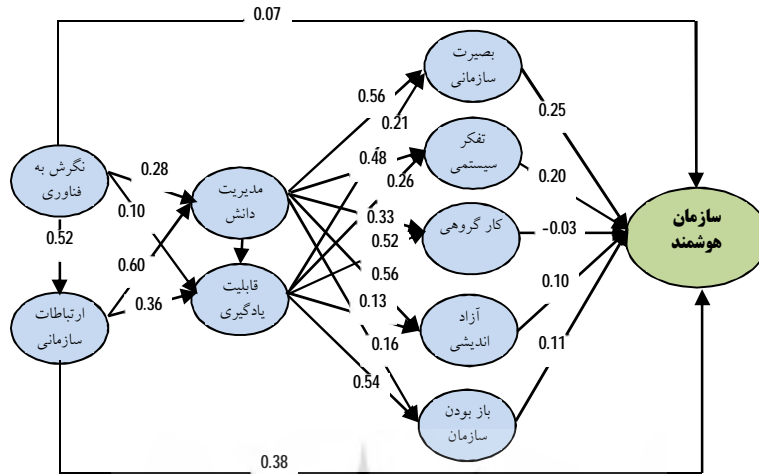 0.07
بصیرت
سازمانی
0.56
0.25
0.21
تفکر
سیستمی
نگرش به
فناوری
0.28
0.48
0.26
0.20
مدیریت
دانش
0.10
سازمان
هوشمند
0.33
کار گروهی
-0.03
0.52
0.52
0.60
0.56
قابلیت
یادگیری
0.36
0.13
0.10
ارتباطات
سازمانی
آزاد
اندیشی
0.16
0.54
0.11
باز بودن
سازمان
0.38